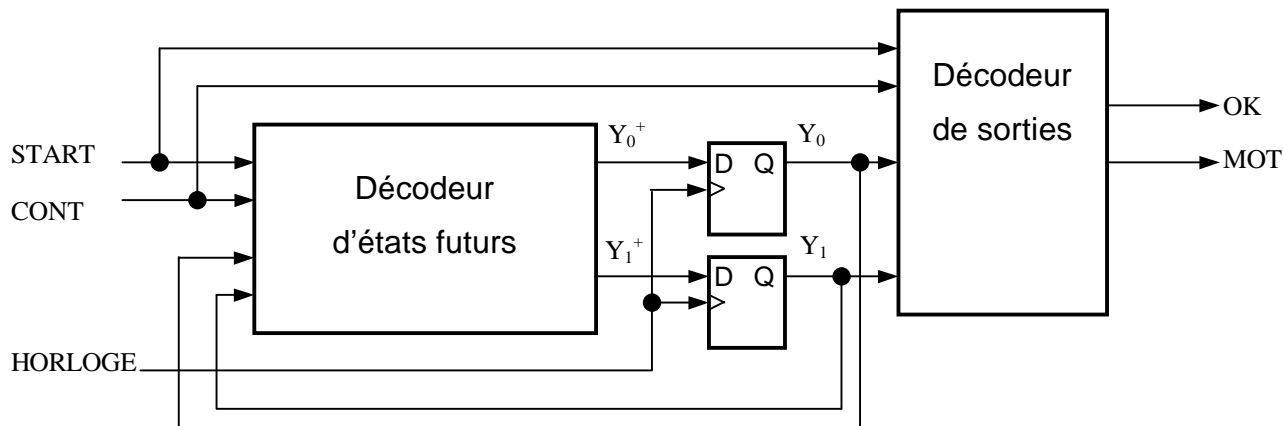 Décodeur
de sorties
OK
MOT
START
CONT
Décodeur
d’états futurs
Y₀⁺
D Q
Y₀
Y₁⁺
D Q
Y₁
HORLOGE